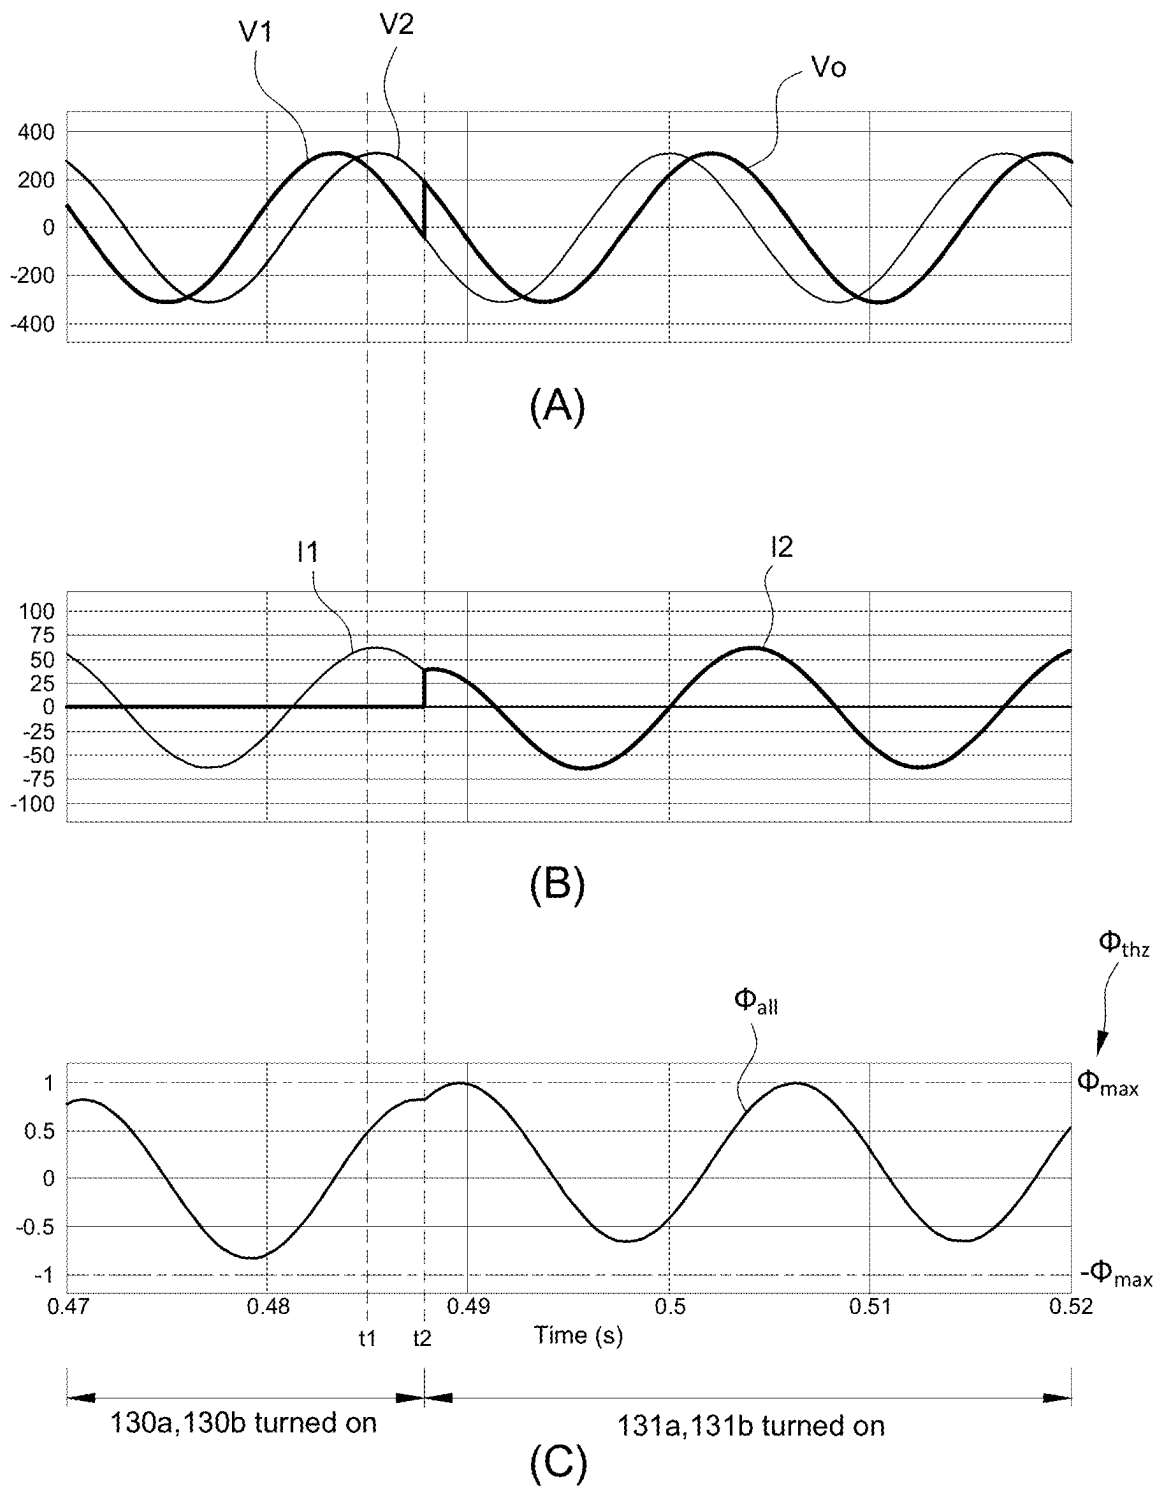 V1
V2
Vo
400
200
0
-200
-400
(A)
I1
I2
100
75
50
25
0
-25
-50
-75
-100
(B)
Φthz
Φall
1
0.5
0
-0.5
-1
Φmax
-Φmax
0.47 0.48 0.49 0.5 0.51 0.52
t1 t2 Time (s)
130a,130b turned on 131a,131b turned on
(C)